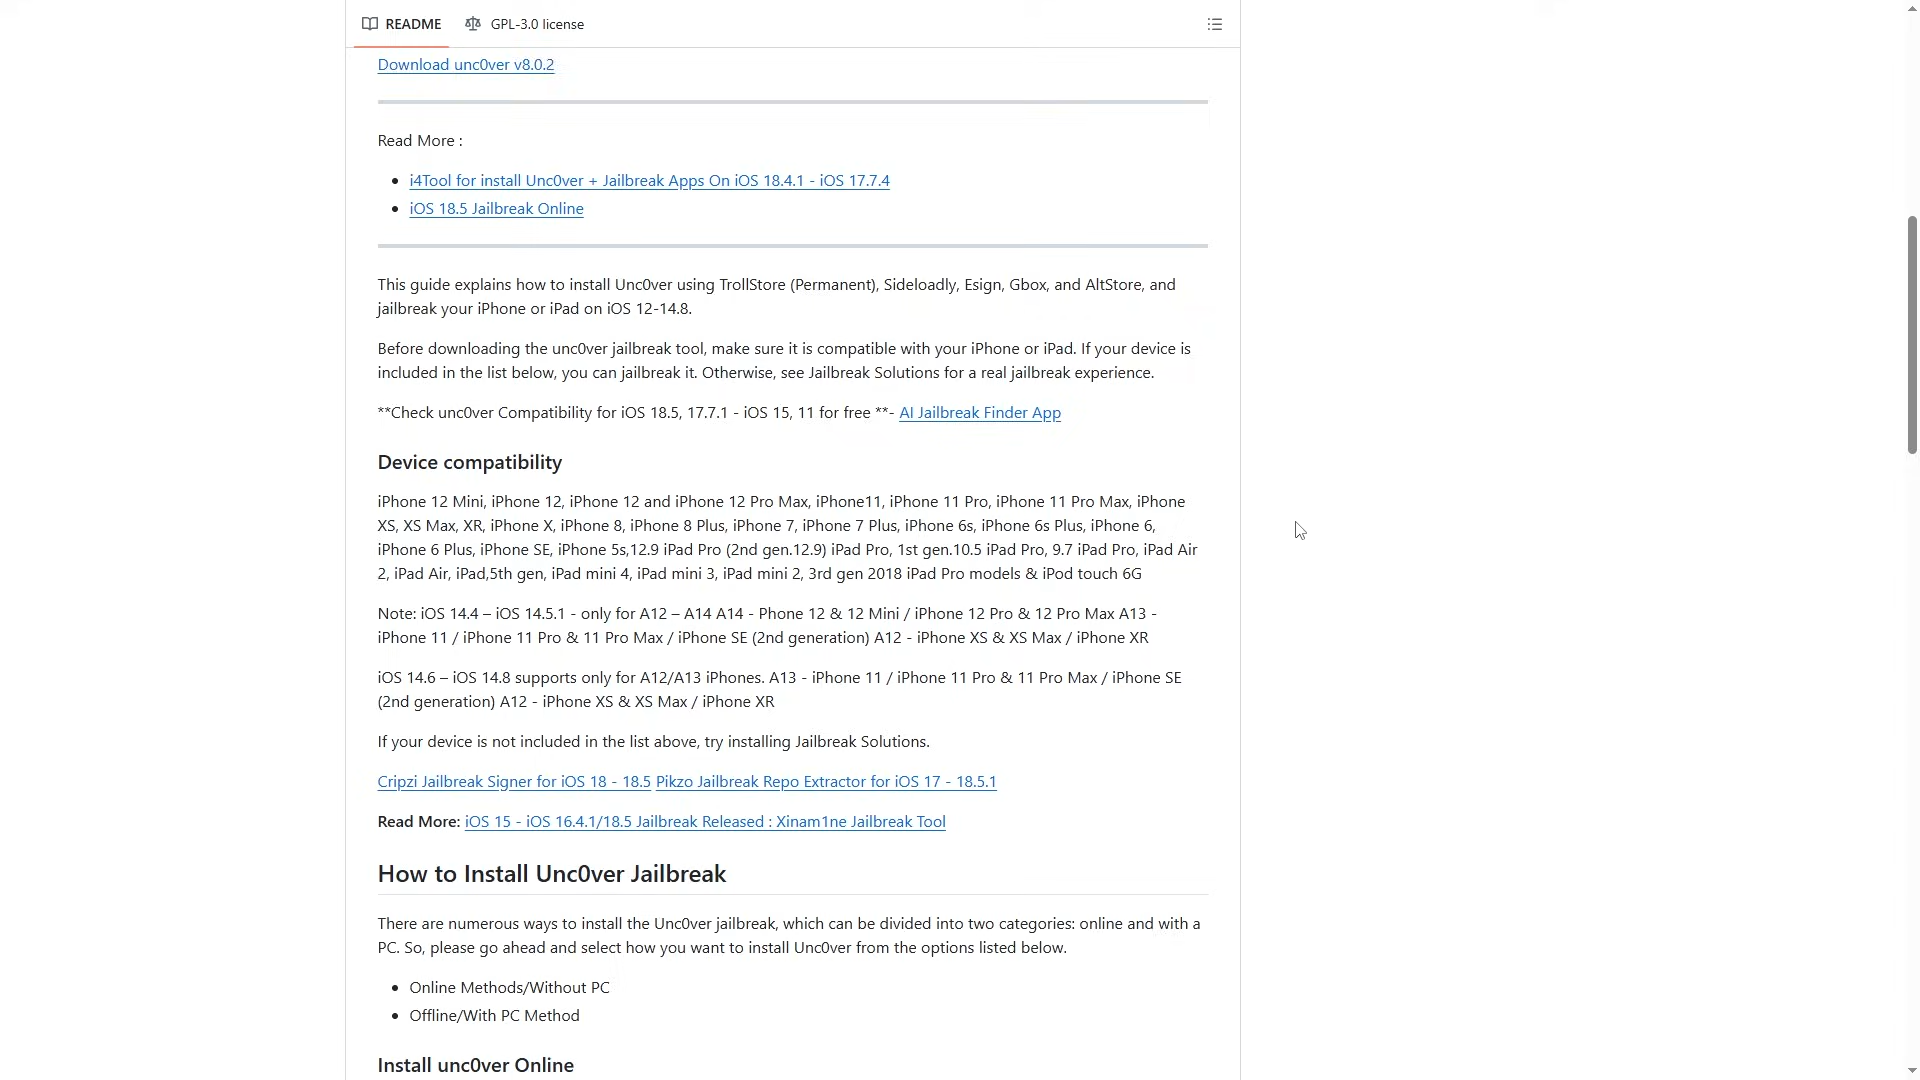 README
GPL-3.0 license
Download unc0ver v8.0.2
Read More :
i4Tool for install Unc0ver + Jailbreak Apps On iOS 18.4.1 - iOS 17.7.4
iOS 18.5 Jailbreak Online
This guide explains how to install Unc0ver using TrollStore (Permanent), Sideloadly, Esign, Gbox, and AltStore, and
jailbreak your iPhone or iPad on iOS 12-14.8.
Before downloading the unc0ver jailbreak tool, make sure it is compatible with your iPhone or iPad. If your device is
included in the list below, you can jailbreak it. Otherwise, see Jailbreak Solutions for a real jailbreak experience.
**Check unc0ver Compatibility for iOS 18.5, 17.7.1 - iOS 15, 11 for free **- AI Jailbreak Finder App
Device compatibility
iPhone 12 Mini, iPhone 12, iPhone 12 and iPhone 12 Pro Max, iPhone11, iPhone 11 Pro, iPhone 11 Pro Max, iPhone
XS, XS Max, XR, iPhone X, iPhone 8, iPhone 8 Plus, iPhone 7, iPhone 7 Plus, iPhone 6s, iPhone 6s Plus, iPhone 6,
iPhone 6 Plus, iPhone SE, iPhone 5s,12.9 iPad Pro (2nd gen.12.9) iPad Pro, 1st gen.10.5 iPad Pro, 9.7 iPad Pro, iPad Air
2, iPad Air, iPad,5th gen, iPad mini 4, iPad mini 3, iPad mini 2, 3rd gen 2018 iPad Pro models & iPod touch 6G
Note: iOS 14.4 – iOS 14.5.1 - only for A12 – A14 A14 - Phone 12 & 12 Mini / iPhone 12 Pro & 12 Pro Max A13 -
iPhone 11 / iPhone 11 Pro & 11 Pro Max / iPhone SE (2nd generation) A12 - iPhone XS & XS Max / iPhone XR
iOS 14.6 – iOS 14.8 supports only for A12/A13 iPhones. A13 - iPhone 11 / iPhone 11 Pro & 11 Pro Max / iPhone SE
(2nd generation) A12 - iPhone XS & XS Max / iPhone XR
If your device is not included in the list above, try installing Jailbreak Solutions.
Cripzi Jailbreak Signer for iOS 18 - 18.5 Pikzo Jailbreak Repo Extractor for iOS 17 - 18.5.1
Read More: iOS 15 - iOS 16.4.1/18.5 Jailbreak Released : Xinam1ne Jailbreak Tool
How to Install Unc0ver Jailbreak
There are numerous ways to install the Unc0ver jailbreak, which can be divided into two categories: online and with a
PC. So, please go ahead and select how you want to install Unc0ver from the options listed below.
Online Methods/Without PC
Offline/With PC Method
Install unc0ver Online